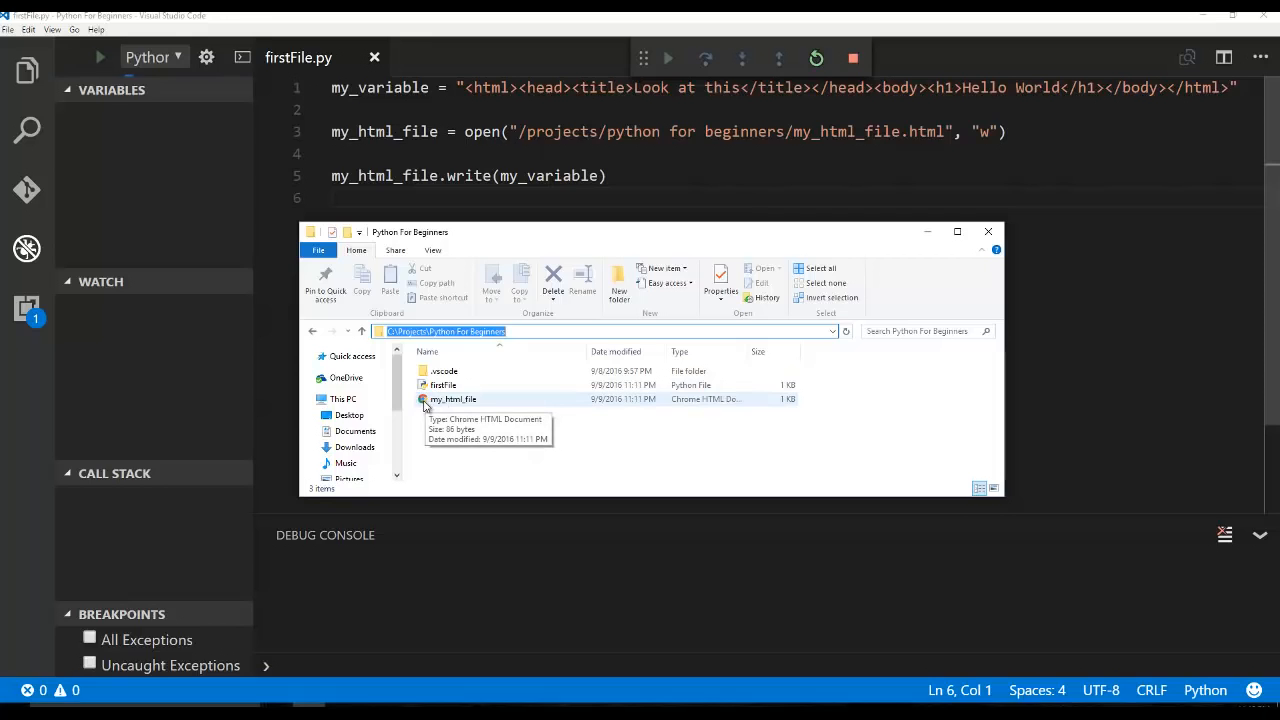 firstFile.py - Python For Beginners - Visual Studio Code
File Edit View Go Help
Python
firstFile.py
VARIABLES
WATCH
CALL STACK
BREAKPOINTS
All Exceptions
Uncaught Exceptions
1
1 my_variable = "<html><head><title>Look at this</title></head><body><h1>Hello World</h1></body></html>"
2
3 my_html_file = open("/projects/python for beginners/my_html_file.html", "w")
4
5 my_html_file.write(my_variable)
6
Python For Beginners
File Home Share View
Pin to Quick access
Copy
Paste
Cut
Copy path
Paste shortcut
Clipboard
Move to
Copy to
Delete
Rename
Organize
New folder
New item
Easy access
New
Properties
Open
Edit
History
Open
Select all
Select none
Invert selection
Select
C:\Projects\Python For Beginners
Search Python For Beginners
Quick access
OneDrive
This PC
Desktop
Documents
Downloads
Music
Pictures
Name Date modified Type Size
.vscode 9/8/2016 9:57 PM File folder
firstFile 9/9/2016 11:11 PM Python File 1 KB
my_html_file 9/9/2016 11:11 PM Chrome HTML Do... 1 KB
Type: Chrome HTML Document
Size: 86 bytes
Date modified: 9/9/2016 11:11 PM
3 items
DEBUG CONSOLE
0 0
Ln 6, Col 1 Spaces: 4 UTF-8 CRLF Python